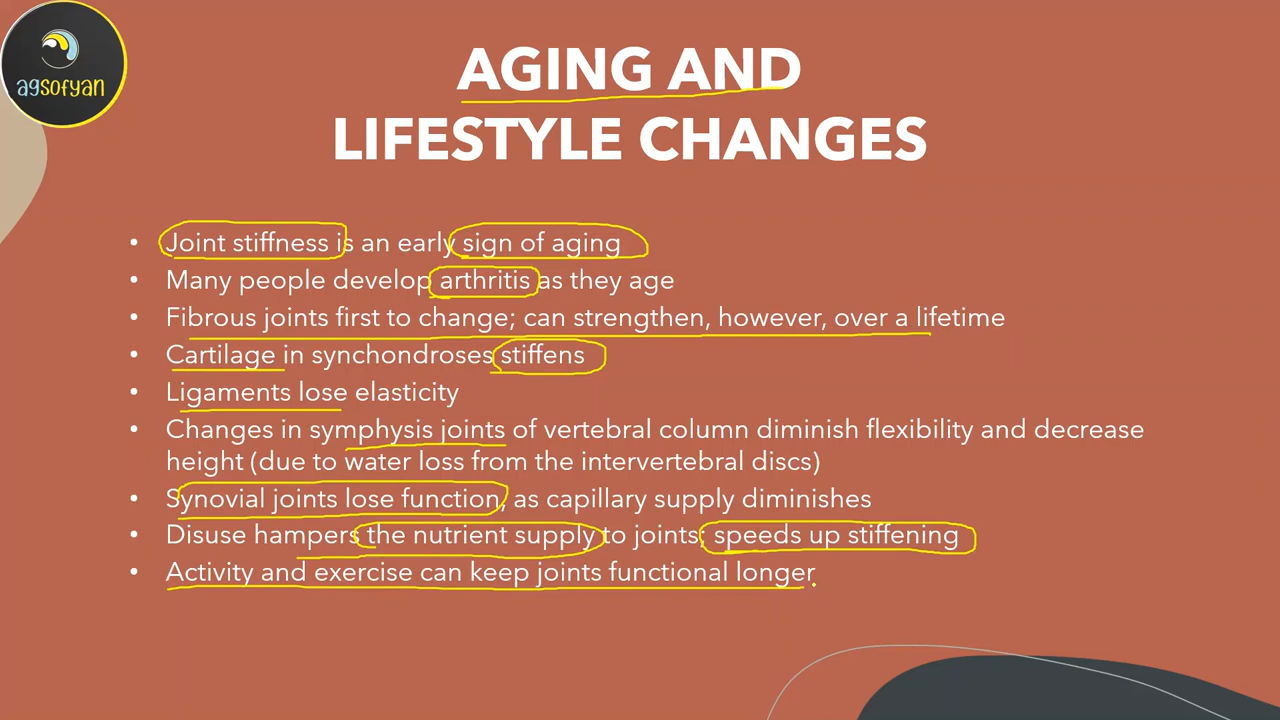 agsofyan
AGING AND
LIFESTYLE CHANGES
• Joint stiffness is an early sign of aging
• Many people develop arthritis as they age
• Fibrous joints first to change; can strengthen, however, over a lifetime
• Cartilage in synchondroses stiffens
• Ligaments lose elasticity
• Changes in symphysis joints of vertebral column diminish flexibility and decrease
height (due to water loss from the intervertebral discs)
• Synovial joints lose function, as capillary supply diminishes
• Disuse hampers the nutrient supply to joints; speeds up stiffening
• Activity and exercise can keep joints functional longer